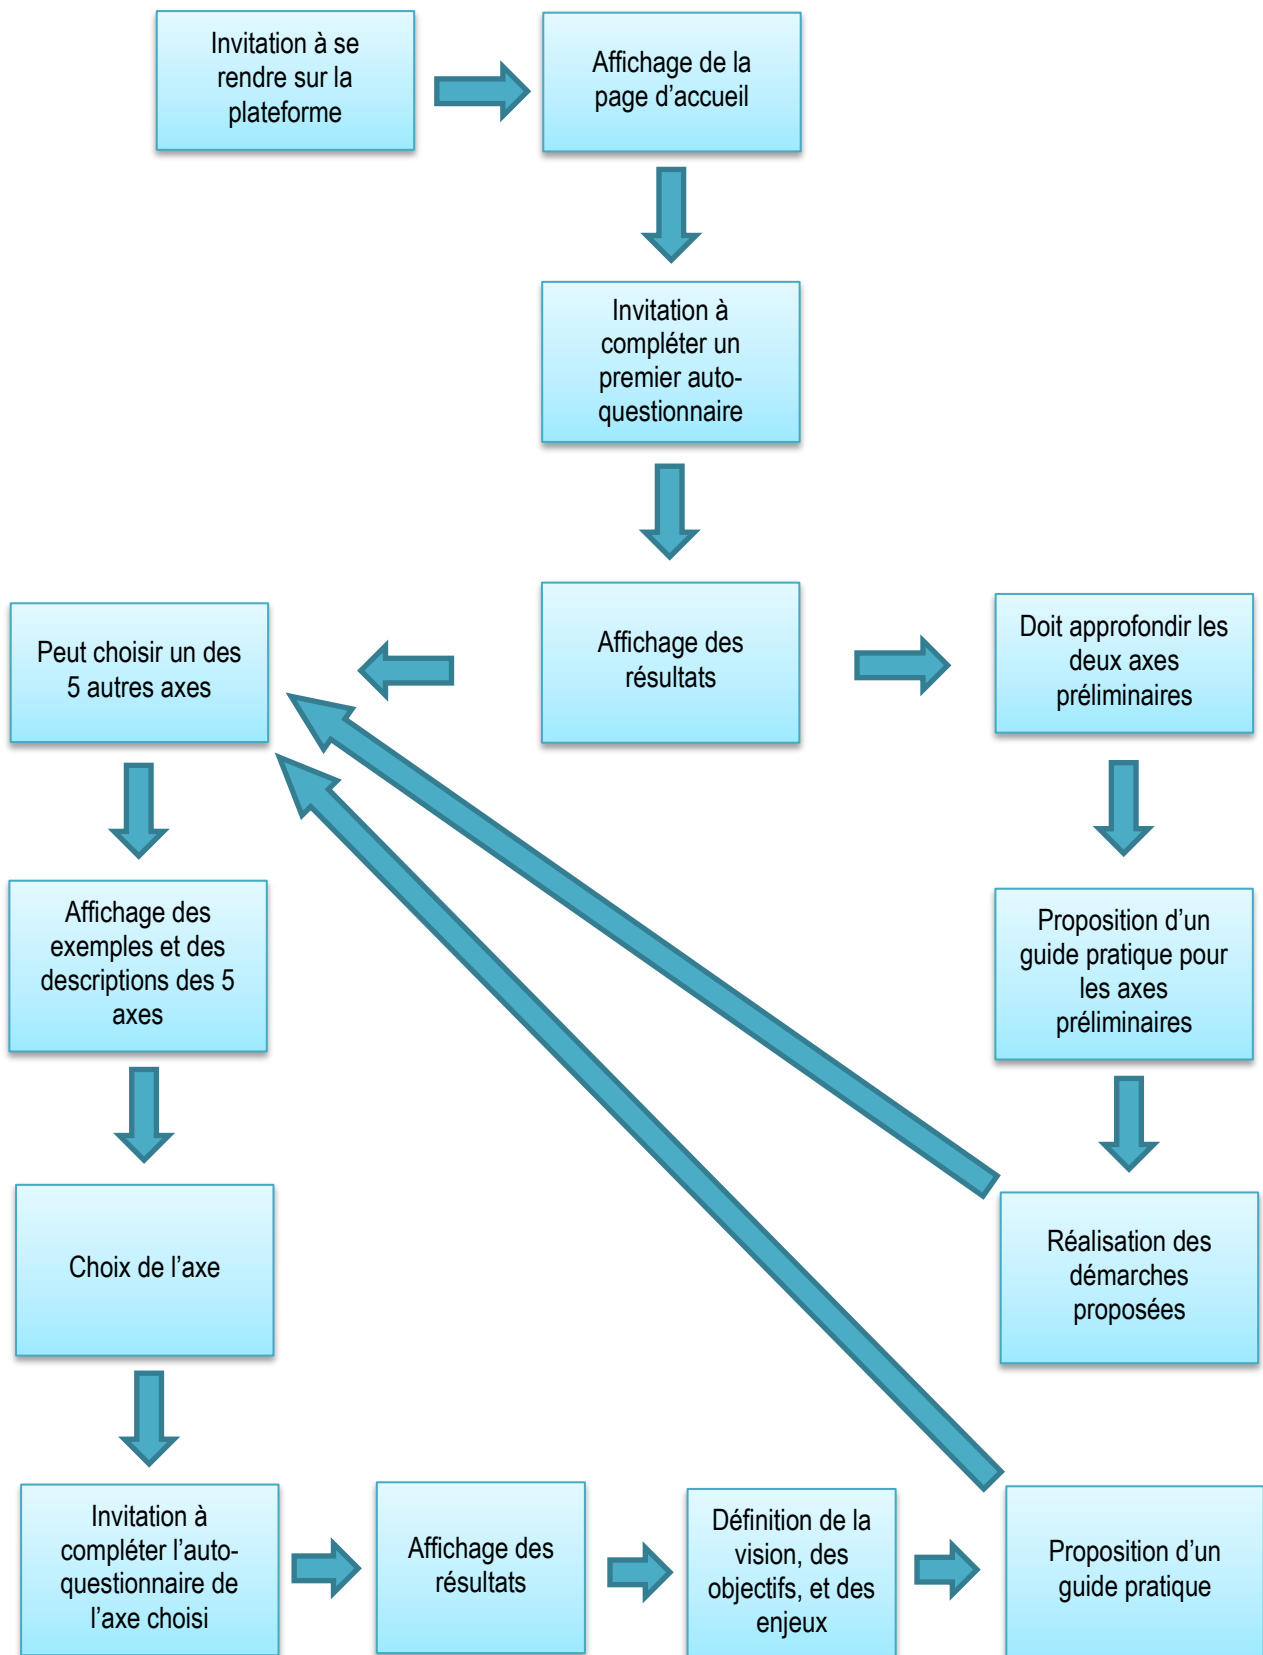 Invitation à se
rendre sur la
plateforme
Affichage de la
page d’accueil
Invitation à
compléter un
premier auto-
questionnaire
Affichage des
résultats
Peut choisir un des
5 autres axes
Doit approfondir les
deux axes
préliminaires
Affichage des
exemples et des
descriptions des 5
axes
Proposition d’un
guide pratique pour
les axes
préliminaires
Choix de l’axe
Réalisation des
démarches
proposées
Invitation à
compléter l’auto-
questionnaire de
l’axe choisi
Affichage des
résultats
Définition de la
vision, des
objectifs, et des
enjeux
Proposition d’un
guide pratique